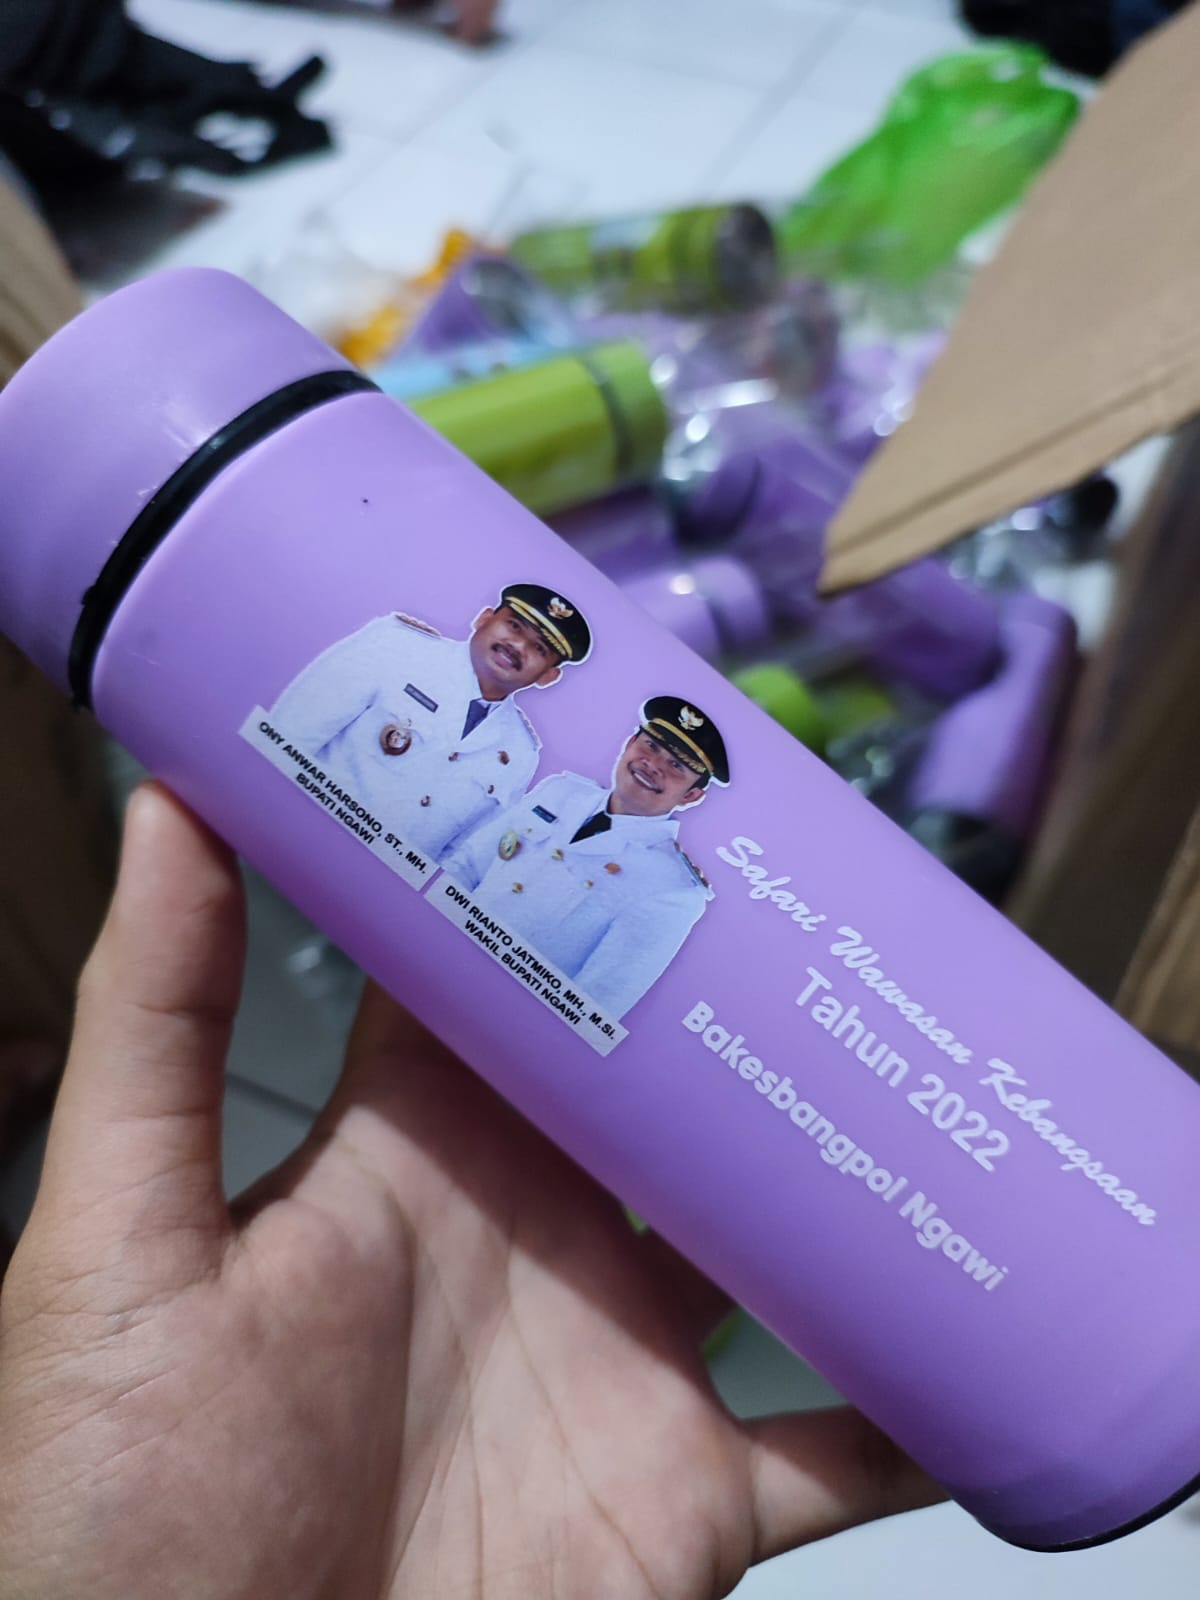 ONY ANWAR HARSONO, ST., MH.
BUPATI NGAWI
DWI RIANTO JATMIKO, MH., M.Si.
WAKIL BUPATI NGAWI
Safari Wawasan Kebangsaan
Tahun 2022
Bakesbangpol Ngawi